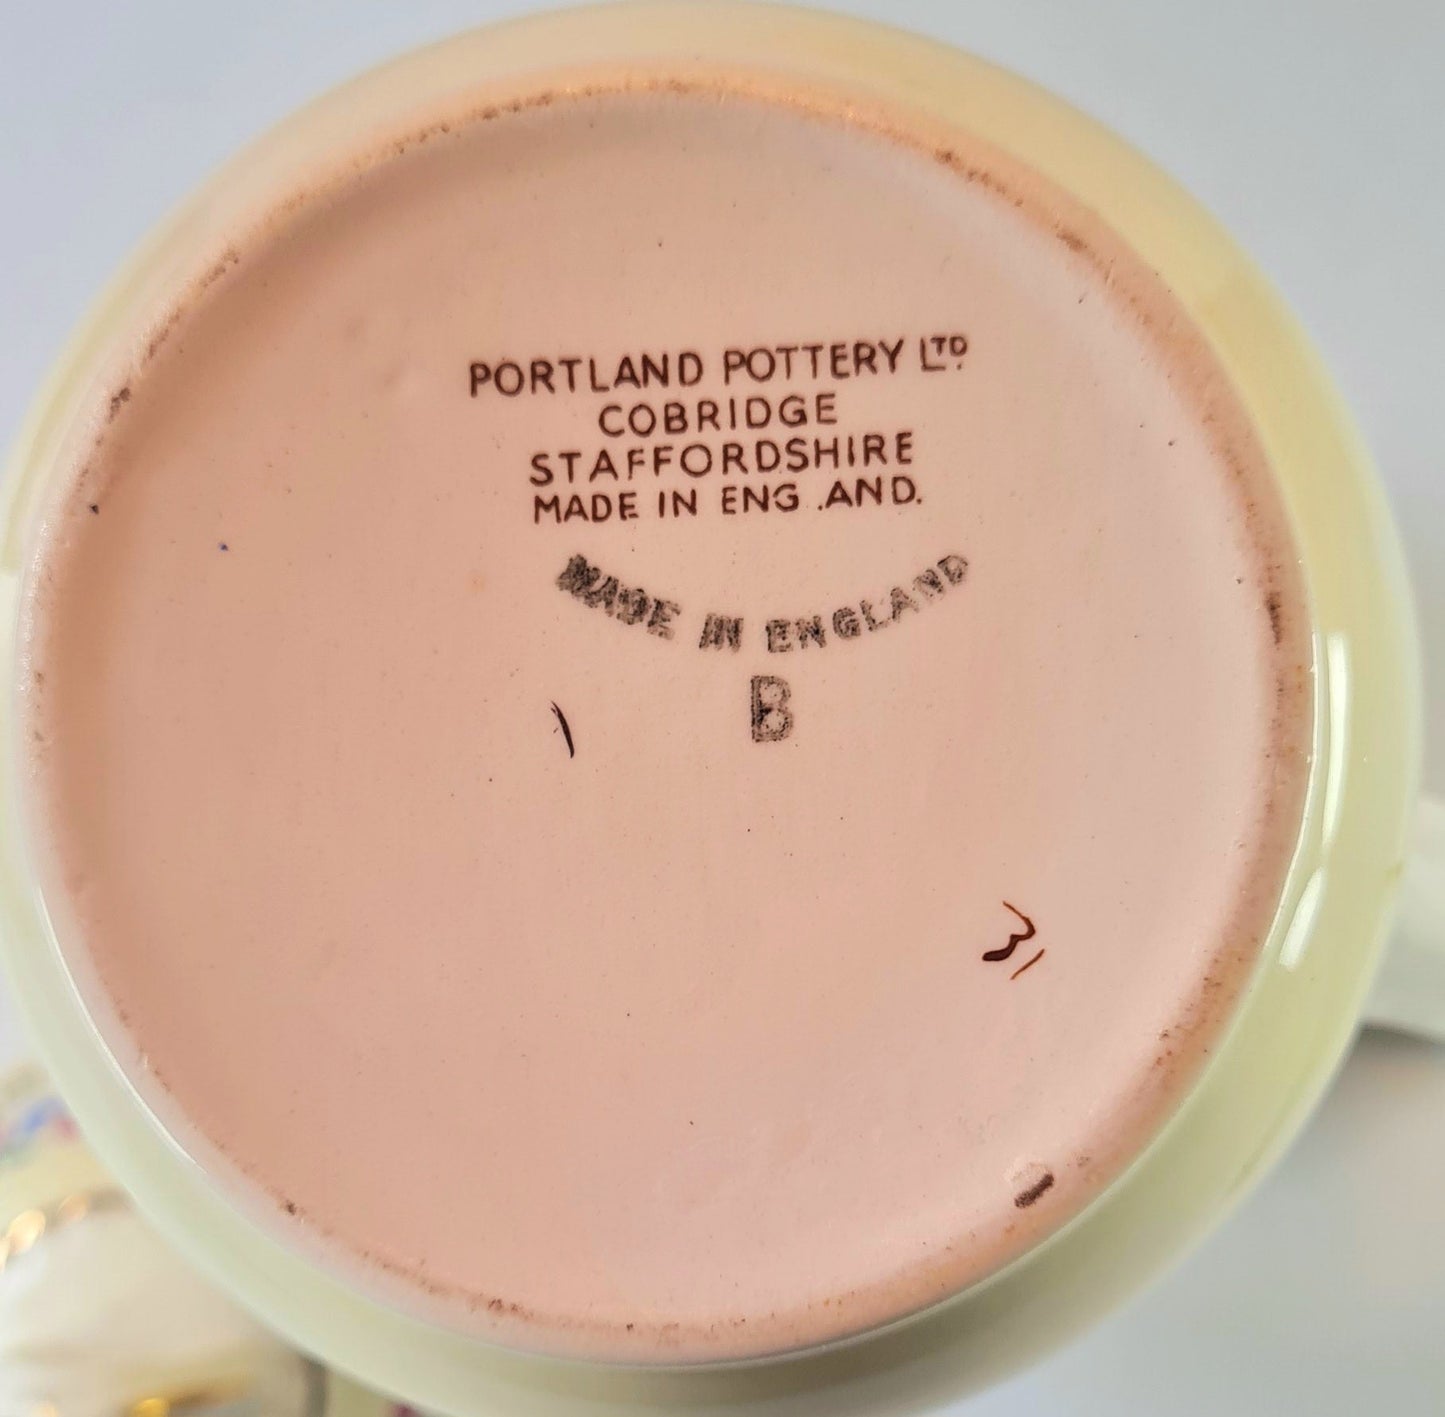 PORTLAND POTTERY LTD.
COBRIDGE
STAFFORDSHIRE
MADE IN ENG .AND.
MADE IN ENGLAND
B
31